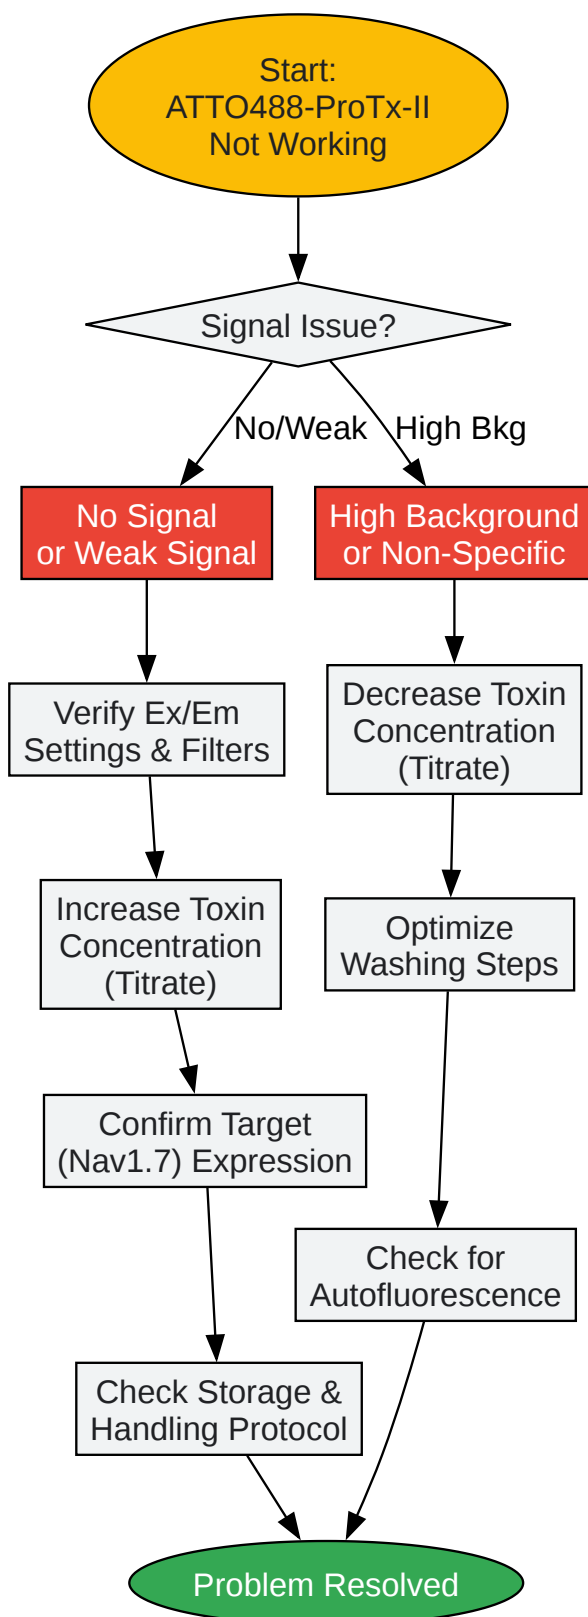 Start:
ATTO488-ProTx-II
Not Working
Signal Issue?
No/Weak
High Bkg
No Signal
or Weak Signal
High Background
or Non-Specific
Verify Ex/Em
Settings & Filters
Decrease Toxin
Concentration
(Titrate)
Increase Toxin
Concentration
(Titrate)
Optimize
Washing Steps
Confirm Target
(Nav1.7) Expression
Check for
Autofluorescence
Check Storage &
Handling Protocol
Problem Resolved